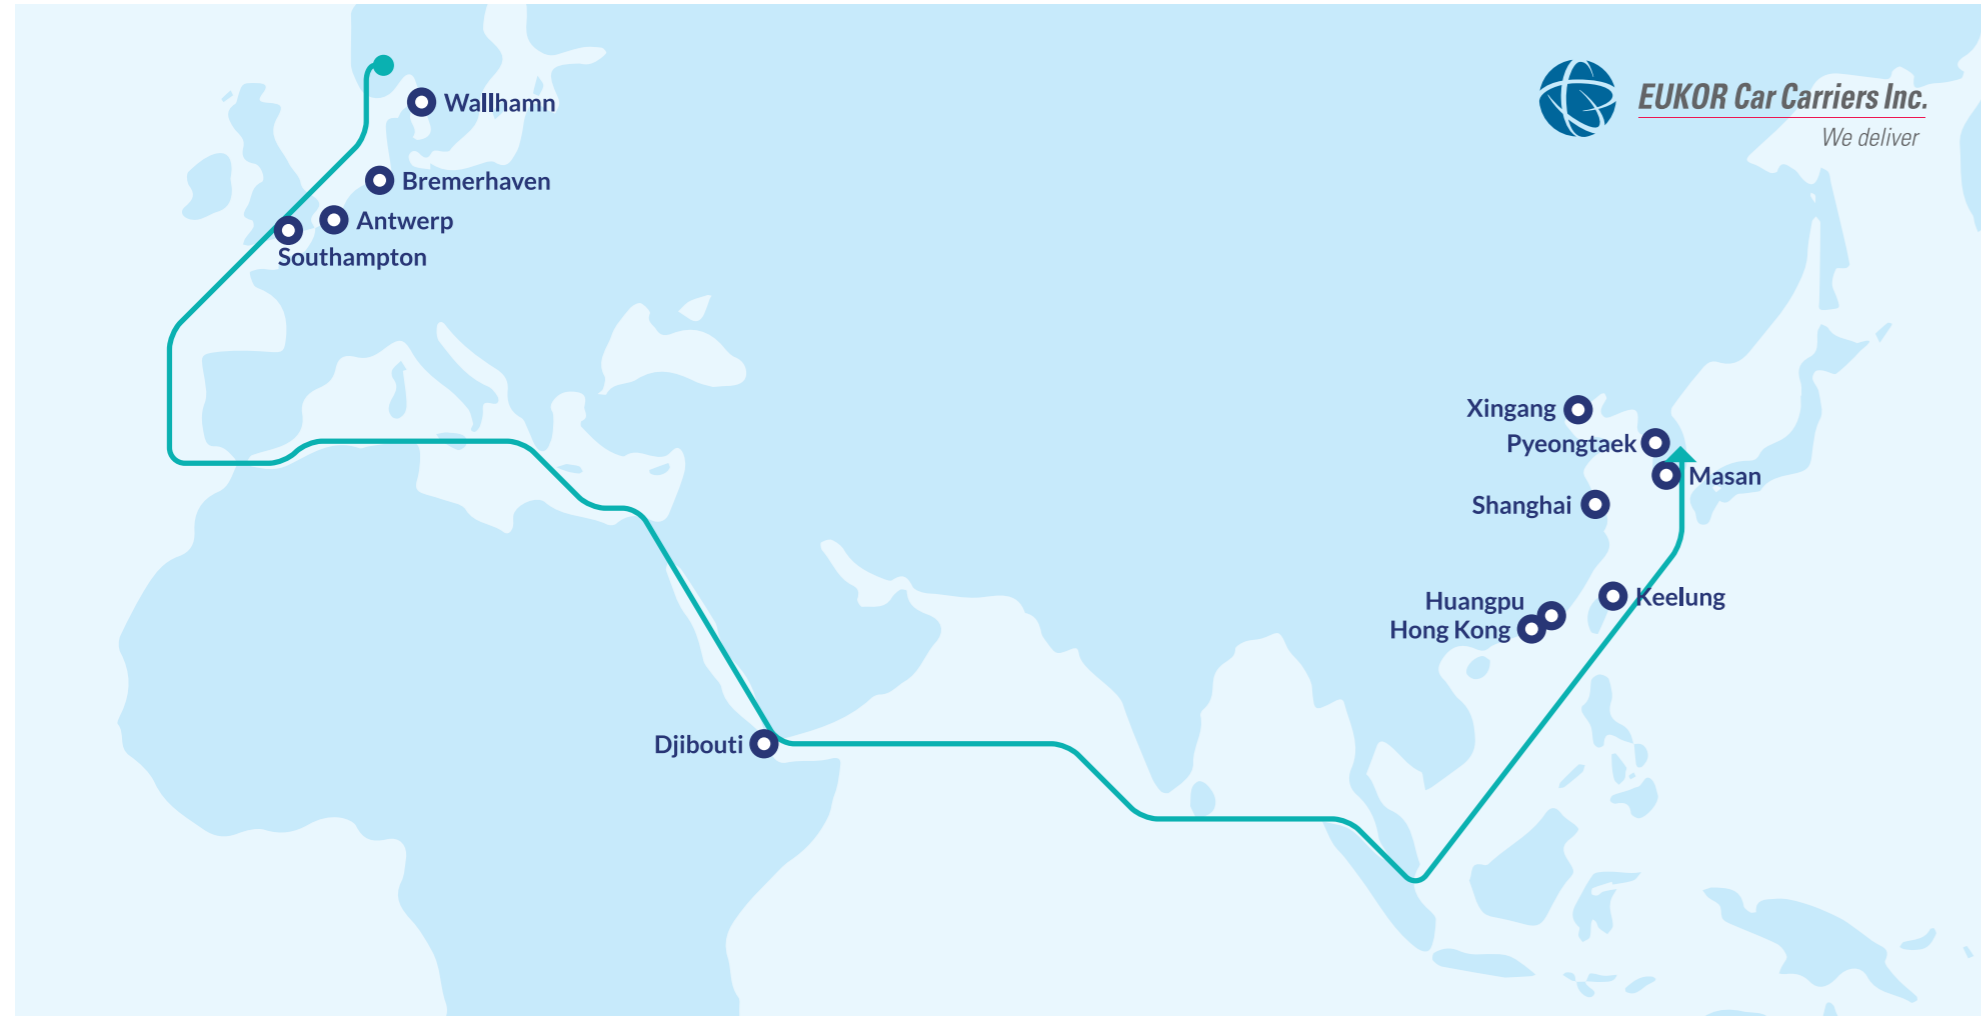 EUKOR Car Carriers Inc.
We deliver
Wallhamn
Bremerhaven
Antwerp
Southampton
Xingang
Pyeongtaek
Masan
Shanghai
Keelung
Huangpu
Hong Kong
Djibouti